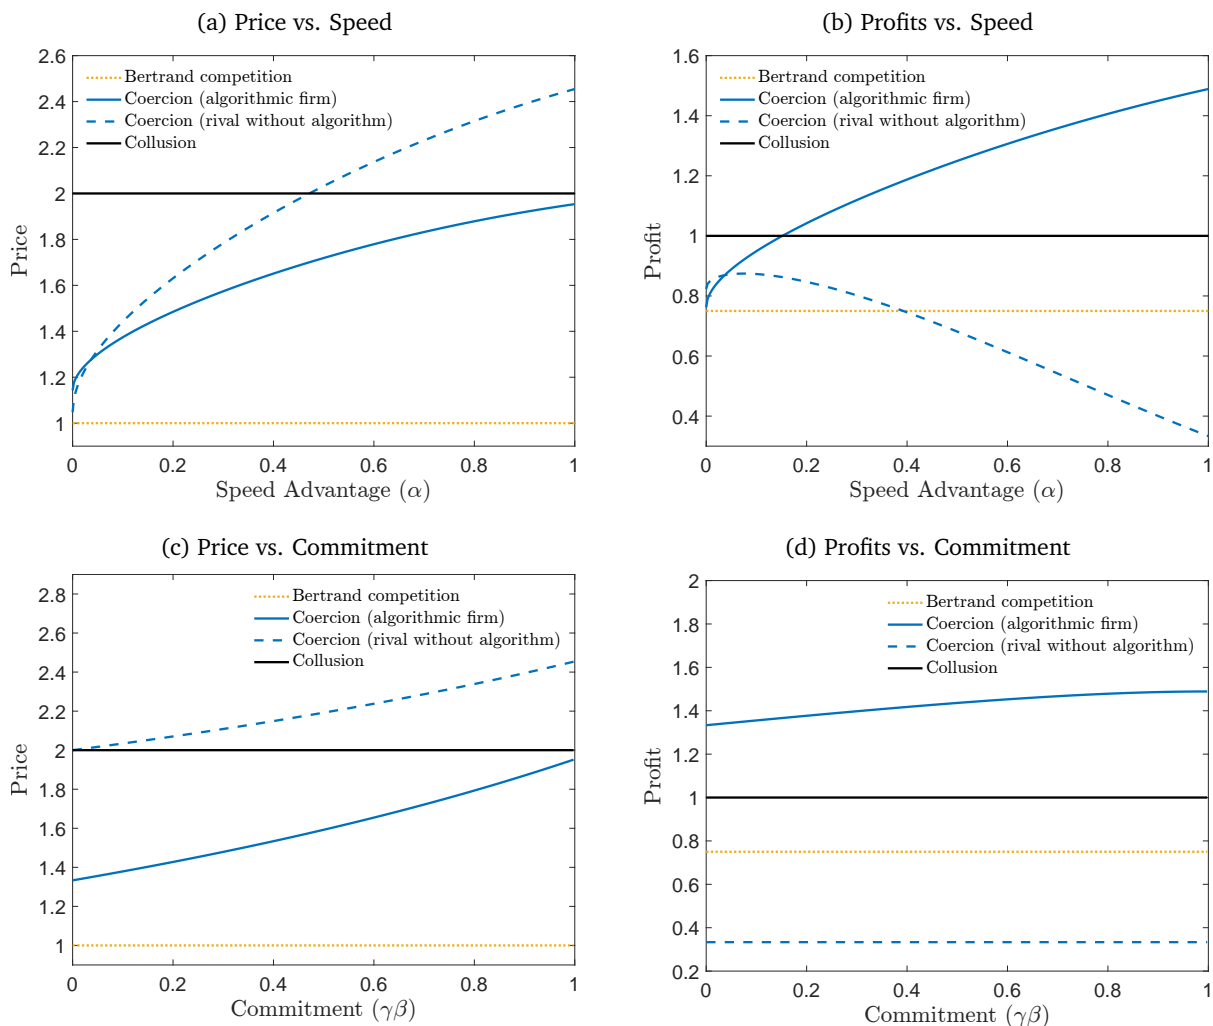 (a) Price vs. Speed
2.6
2.4
2.2
2
1.8
1.6
1.4
1.2
1
Price
Bertrand competition
Coercion (algorithmic firm)
Coercion (rival without algorithm)
Collusion
0 0.2 0.4 0.6 0.8 1
Speed Advantage (α)
(b) Profits vs. Speed
1.6
1.4
1.2
1
0.8
0.6
0.4
Profit
Bertrand competition
Coercion (algorithmic firm)
Coercion (rival without algorithm)
Collusion
0 0.2 0.4 0.6 0.8 1
Speed Advantage (α)
(c) Price vs. Commitment
2.8
2.6
2.4
2.2
2
1.8
1.6
1.4
1.2
1
Price
Bertrand competition
Coercion (algorithmic firm)
Coercion (rival without algorithm)
Collusion
0 0.2 0.4 0.6 0.8 1
Commitment (γβ)
(d) Profits vs. Commitment
2
1.8
1.6
1.4
1.2
1
0.8
0.6
0.4
0.2
Profit
Bertrand competition
Coercion (algorithmic firm)
Coercion (rival without algorithm)
Collusion
0 0.2 0.4 0.6 0.8 1
Commitment (γβ)